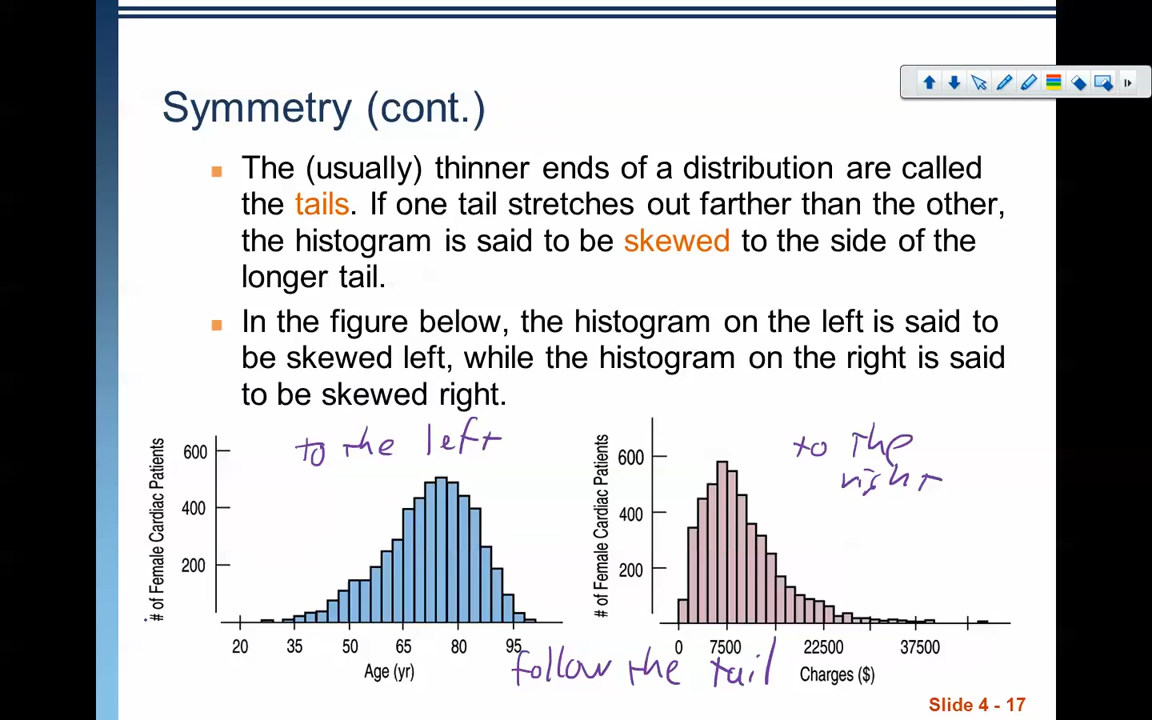 Symmetry (cont.)
The (usually) thinner ends of a distribution are called
the tails. If one tail stretches out farther than the other,
the histogram is said to be skewed to the side of the
longer tail.
In the figure below, the histogram on the left is said to
be skewed left, while the histogram on the right is said
to be skewed right.
to the left
# of Female Cardiac Patients
600
400
200
20 35 50 65 80 95
Age (yr)
to the
right
# of Female Cardiac Patients
600
400
200
0 7500 22500 37500
Charges ($)
follow the tail
Slide 4 - 17